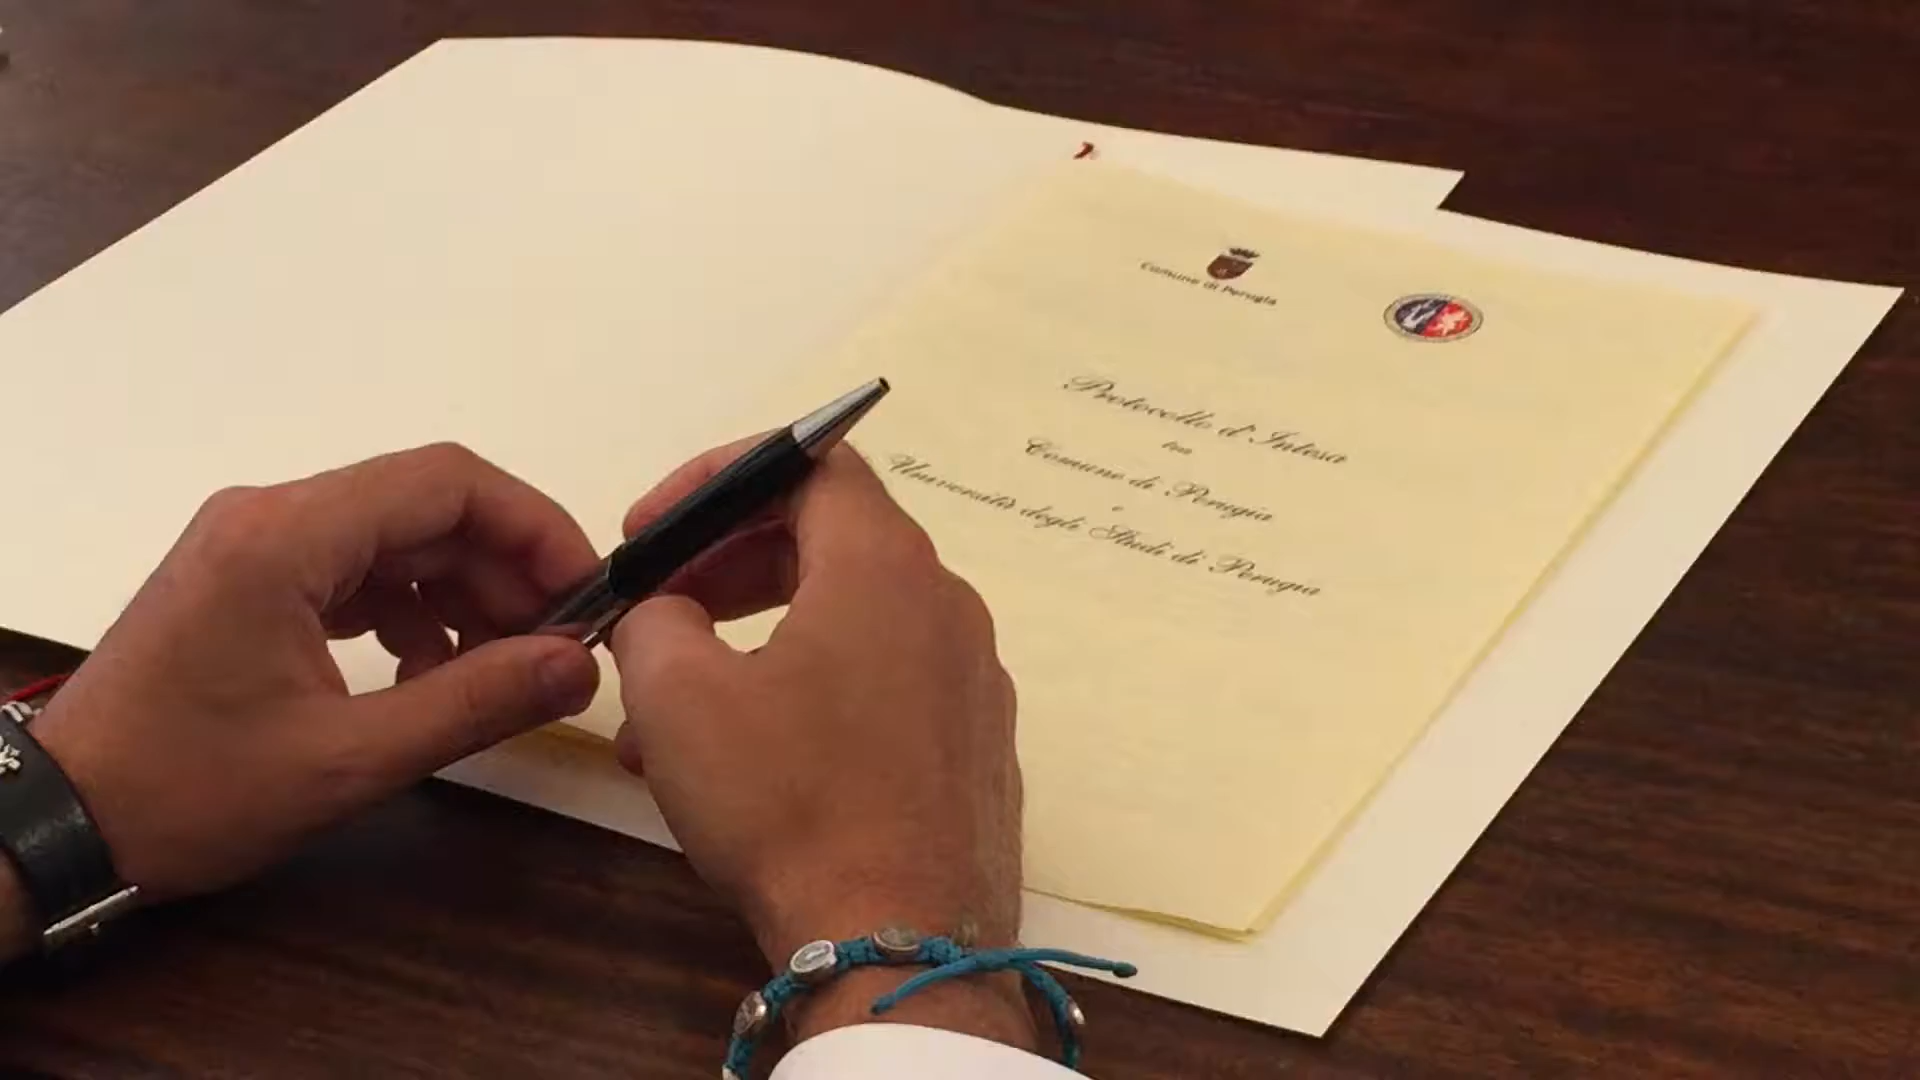 Comune di Perugia
Protocollo d'Intesa
tra
Comune di Perugia
e
Università degli Studi di Perugia